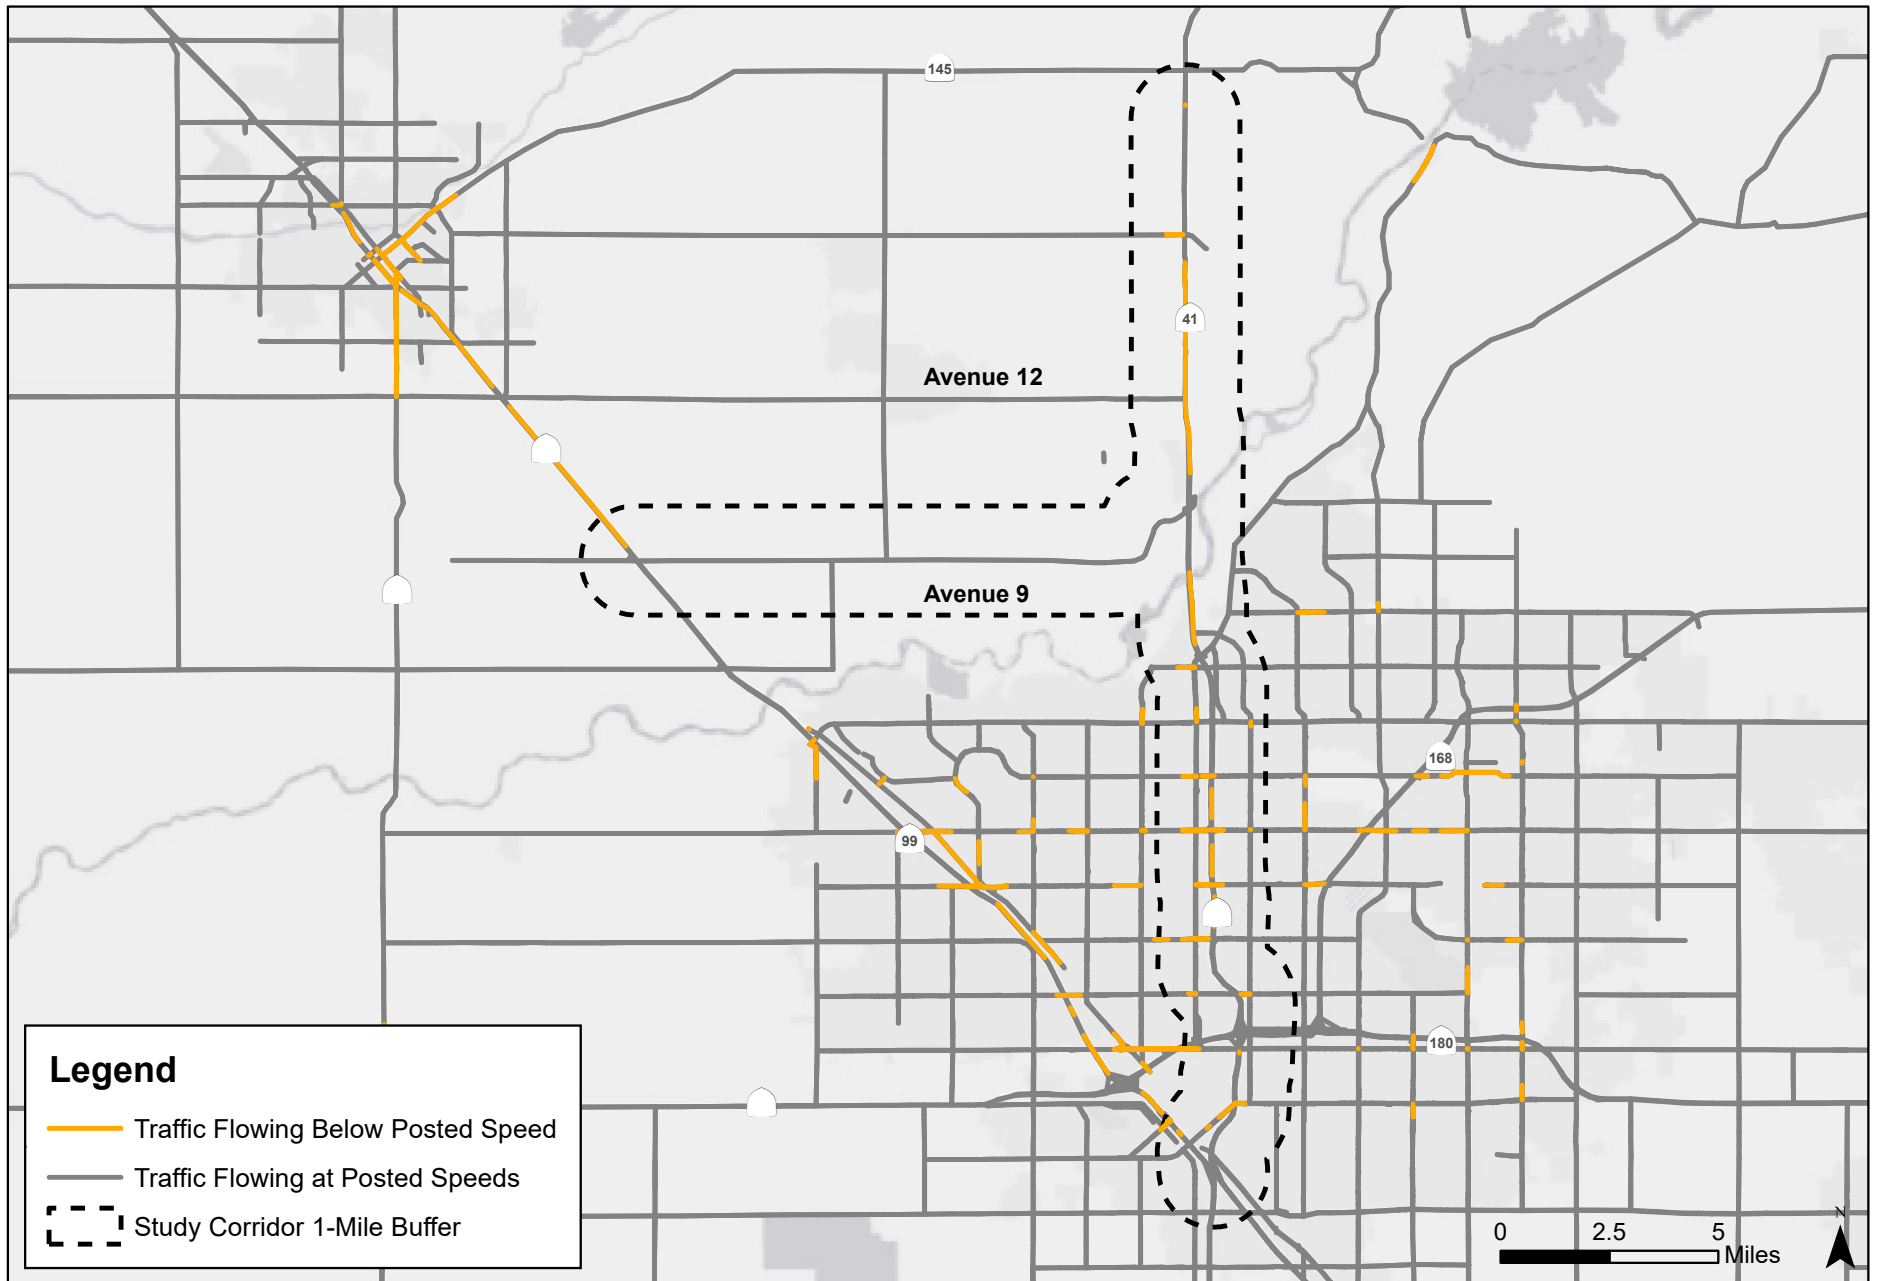 145
41
Avenue 12
Avenue 9
168
99
180
Legend
Traffic Flowing Below Posted Speed
Traffic Flowing at Posted Speeds
Study Corridor 1-Mile Buffer
N
0 2.5 5
Miles